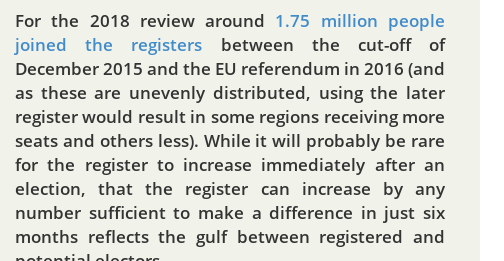 For the 2018 review around 1.75 million people
joined the registers between the cut-off of
December 2015 and the EU referendum in 2016 (and
as these are unevenly distributed, using the later
register would result in some regions receiving more
seats and others less). While it will probably be rare
for the register to increase immediately after an
election, that the register can increase by any
number sufficient to make a difference in just six
months reflects the gulf between registered and
potential electors.